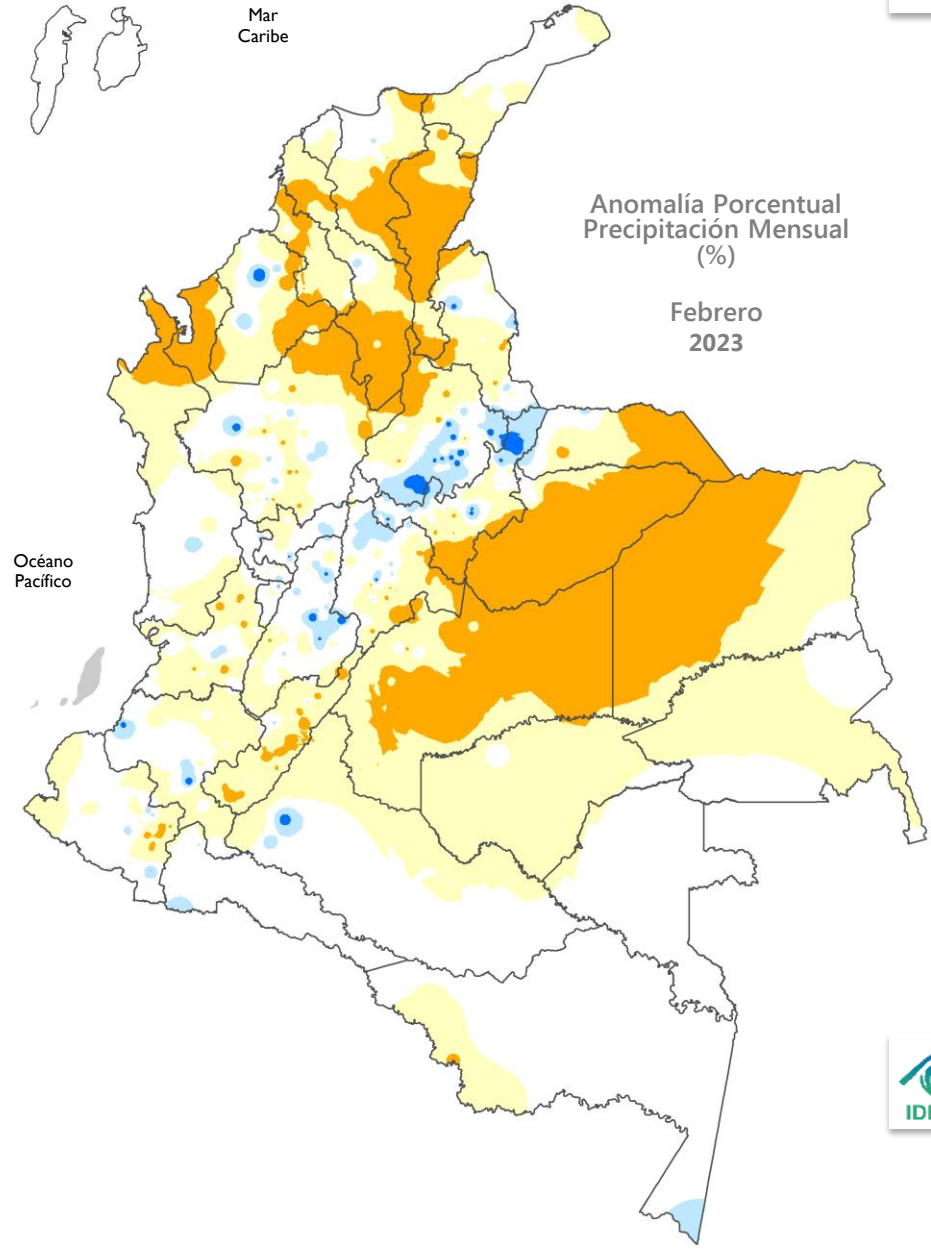 Mar
Caribe
Anomalía Porcentual
Precipitación Mensual
(%)
Febrero
2023
Océano
Pacífico